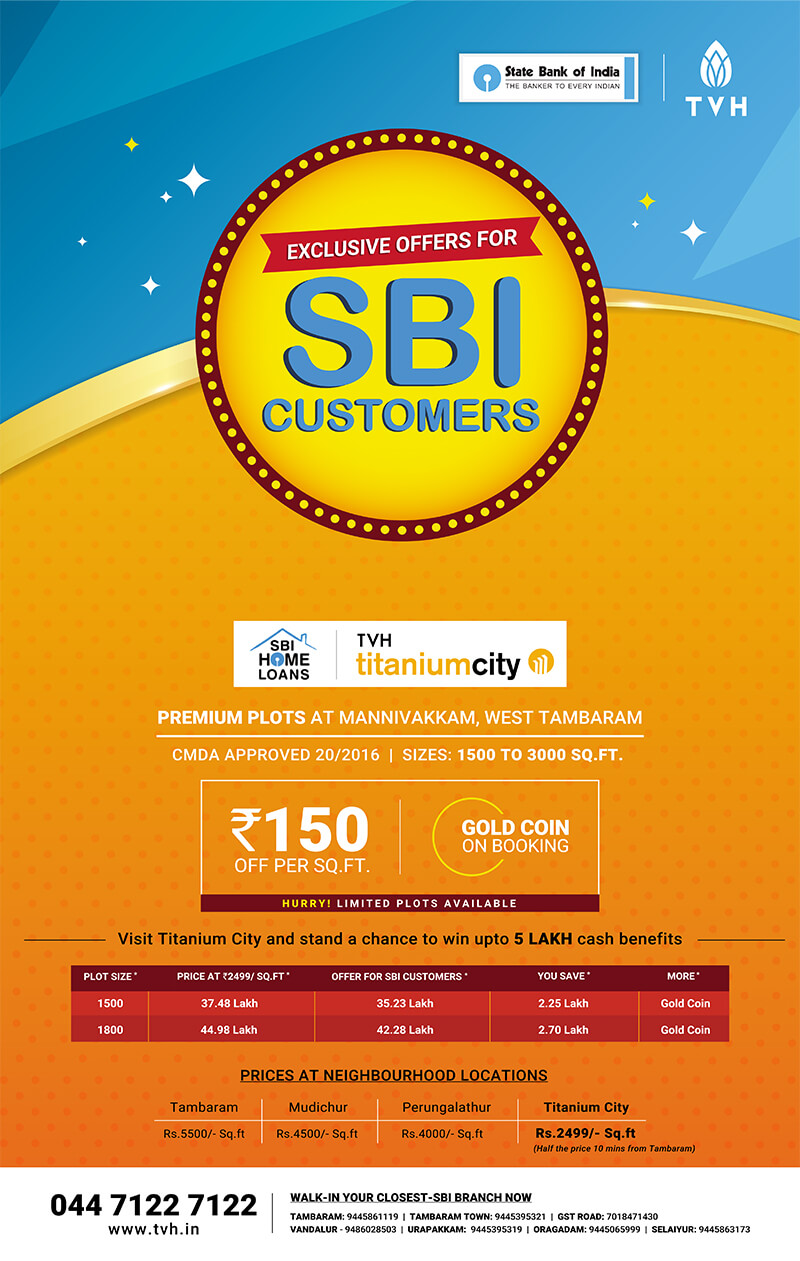 State Bank of India
THE BANKER TO EVERY INDIAN
TVH
EXCLUSIVE OFFERS FOR
SBI
CUSTOMERS
SBI
HOME
LOANS
TVH
titaniumcity
PREMIUM PLOTS AT MANNIVAKKAM, WEST TAMBARAM
CMDA APPROVED 20/2016 | SIZES: 1500 TO 3000 SQ.FT.
₹150
OFF PER SQ.FT.
GOLD COIN
ON BOOKING
HURRY! LIMITED PLOTS AVAILABLE
Visit Titanium City and stand a chance to win upto 5 LAKH cash benefits
PLOT SIZE* PRICE AT ₹2499/ SQ.FT* OFFER FOR SBI CUSTOMERS* YOU SAVE* MORE*
1500 37.48 Lakh 35.23 Lakh 2.25 Lakh Gold Coin
1800 44.98 Lakh 42.28 Lakh 2.70 Lakh Gold Coin
PRICES AT NEIGHBOURHOOD LOCATIONS
Tambaram Mudichur Perungalathur Titanium City
Rs.5500/- Sq.ft Rs.4500/- Sq.ft Rs.4000/- Sq.ft Rs.2499/- Sq.ft
(Half the price 10 mins from Tambaram)
044 7122 7122
www.tvh.in
WALK-IN YOUR CLOSEST-SBI BRANCH NOW
TAMBARAM: 9445861119 | TAMBARAM TOWN: 9445395321 | GST ROAD: 7018471430
VANDALUR - 9486028503 | URAPAKKAM: 9445395319 | ORAGADAM: 9445065999 | SELAIYUR: 9445863173